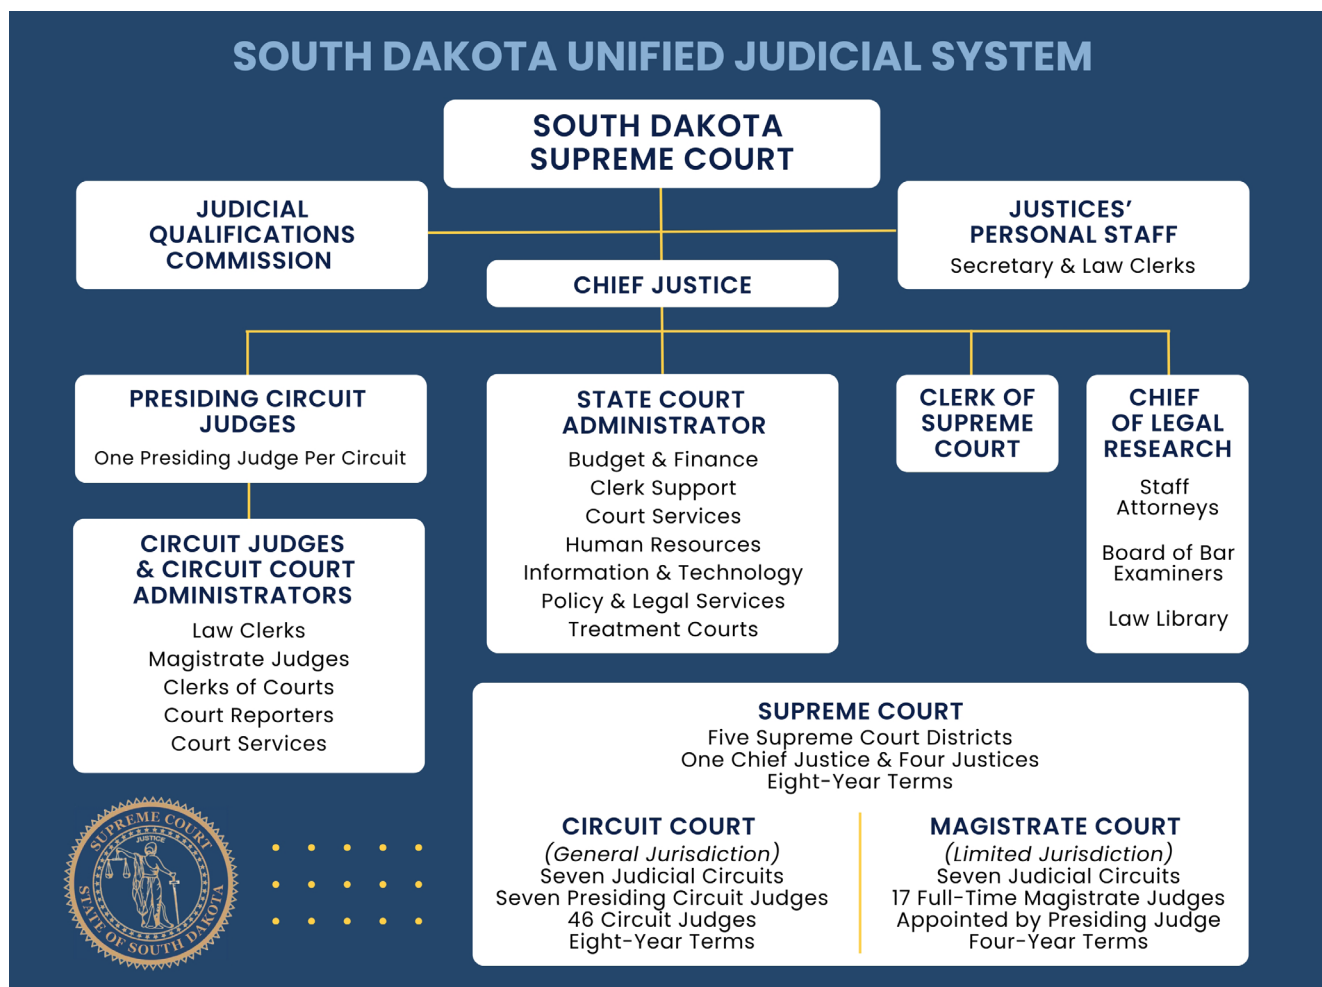 SOUTH DAKOTA UNIFIED JUDICIAL SYSTEM
SOUTH DAKOTA
SUPREME COURT
JUDICIAL
QUALIFICATIONS
COMMISSION
JUSTICES’
PERSONAL STAFF
Secretary & Law Clerks
CHIEF JUSTICE
PRESIDING CIRCUIT
JUDGES
One Presiding Judge Per Circuit
CIRCUIT JUDGES
& CIRCUIT COURT
ADMINISTRATORS
Law Clerks
Magistrate Judges
Clerks of Courts
Court Reporters
Court Services
STATE COURT
ADMINISTRATOR
Budget & Finance
Clerk Support
Court Services
Human Resources
Information & Technology
Policy & Legal Services
Treatment Courts
CLERK OF
SUPREME
COURT
CHIEF
OF LEGAL
RESEARCH
Staff
Attorneys
Board of Bar
Examiners
Law Library
SUPREME COURT
Five Supreme Court Districts
One Chief Justice & Four Justices
Eight-Year Terms
CIRCUIT COURT
(General Jurisdiction)
Seven Judicial Circuits
Seven Presiding Circuit Judges
46 Circuit Judges
Eight-Year Terms
MAGISTRATE COURT
(Limited Jurisdiction)
Seven Judicial Circuits
17 Full-Time Magistrate Judges
Appointed by Presiding Judge
Four-Year Terms
SUPREME COURT
JUSTICE
STATE OF SOUTH DAKOTA